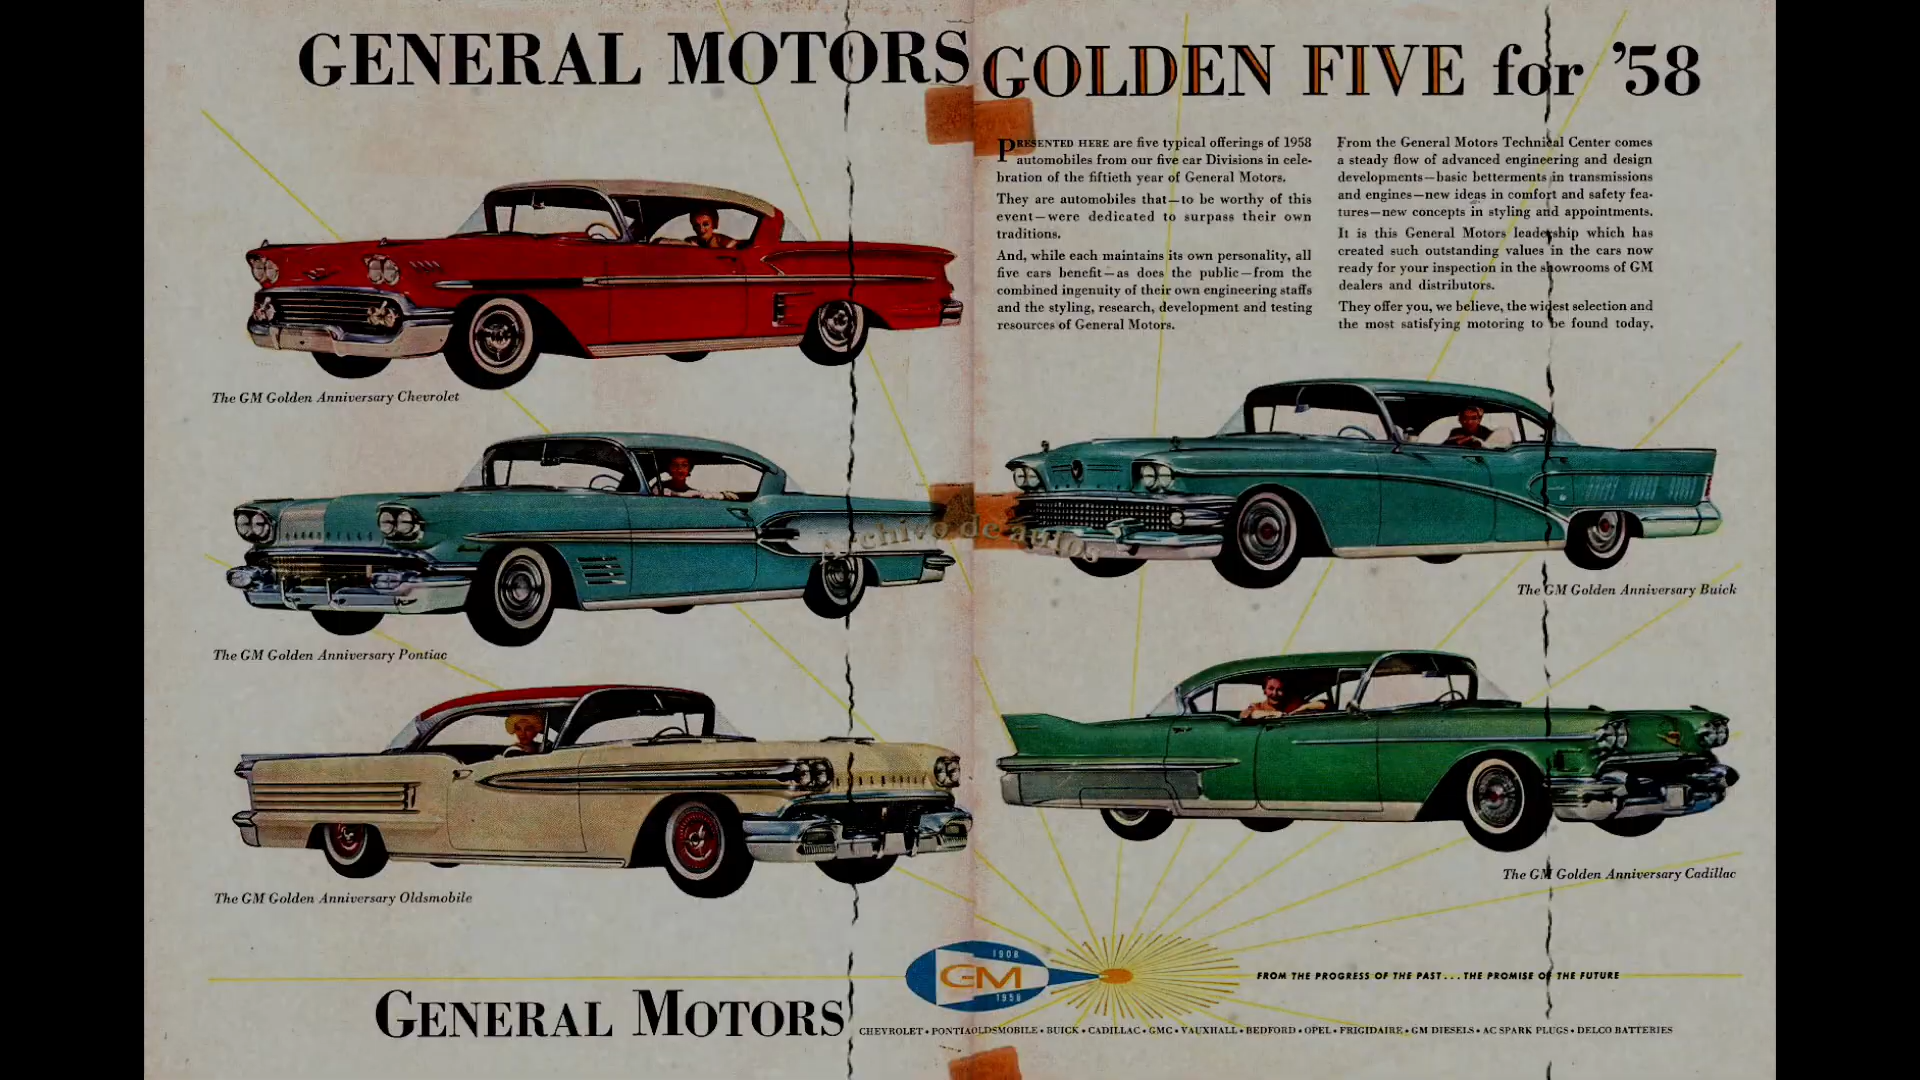 GENERAL MOTORS GOLDEN FIVE for '58
PRESENTED HERE are five typical offerings of 1958
automobiles from our five car Divisions in cele-
bration of the fiftieth year of General Motors.
They are automobiles that—to be worthy of this
event—were dedicated to surpass their own
traditions.
And, while each maintains its own personality, all
five cars benefit—as does the public—from the
combined ingenuity of their own engineering staffs
and the styling, research, development and testing
resources of General Motors.
From the General Motors Technical Center comes
a steady flow of advanced engineering and design
developments—basic betterments in transmissions
and engines—new ideas in comfort and safety fea-
tures—new concepts in styling and appointments.
It is this General Motors leadership which has
created such outstanding values in the cars now
ready for your inspection in the showrooms of GM
dealers and distributors.
They offer you, we believe, the widest selection and
the most satisfying motoring to be found today.
The GM Golden Anniversary Chevrolet
Archivo de autos
The GM Golden Anniversary Buick
The GM Golden Anniversary Pontiac
The GM Golden Anniversary Cadillac
The GM Golden Anniversary Oldsmobile
1908
GM
1958
FROM THE PROGRESS OF THE PAST...THE PROMISE OF THE FUTURE
GENERAL MOTORS
CHEVROLET • PONTIAOLDSMOBILE • BUICK • CADILLAC • GMC • VAUXHALL • BEDFORD • OPEL • FRIGIDAIRE • GM DIESELS • AC SPARK PLUGS • DELCO BATTERIES